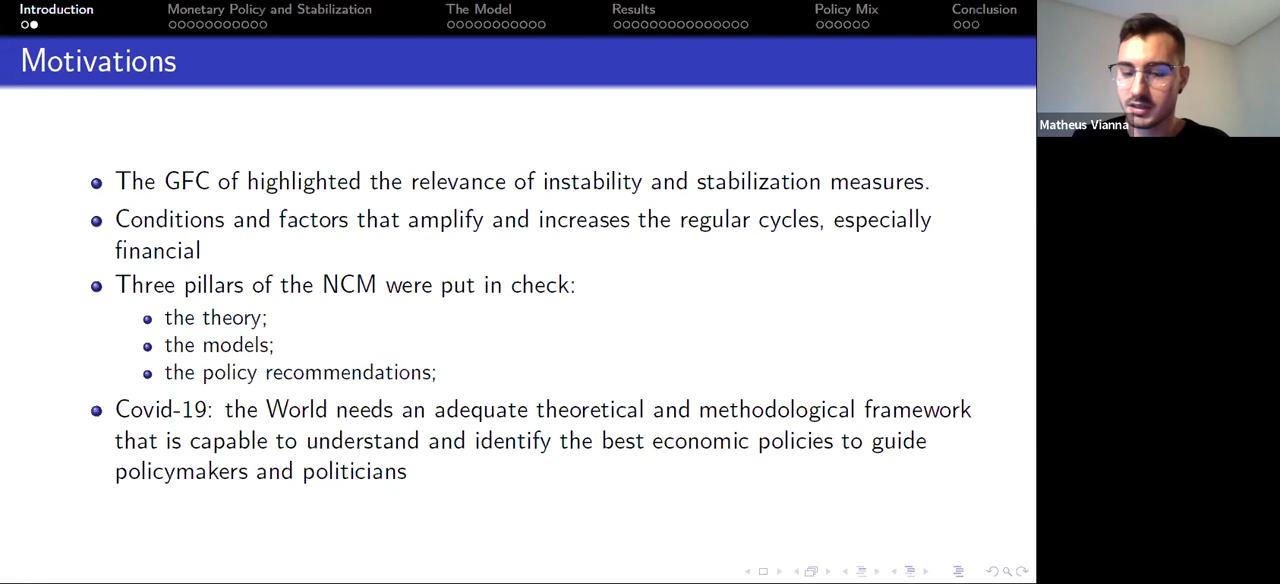 Introduction
Monetary Policy and Stabilization
The Model
Results
Policy Mix
Conclusion
Motivations
Matheus Vianna
The GFC of highlighted the relevance of instability and stabilization measures.
Conditions and factors that amplify and increases the regular cycles, especially
financial
Three pillars of the NCM were put in check:
the theory;
the models;
the policy recommendations;
Covid-19: the World needs an adequate theoretical and methodological framework
that is capable to understand and identify the best economic policies to guide
policymakers and politicians